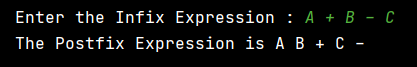 Enter the Infix Expression : A + B − C
The Postfix Expression is A B + C −